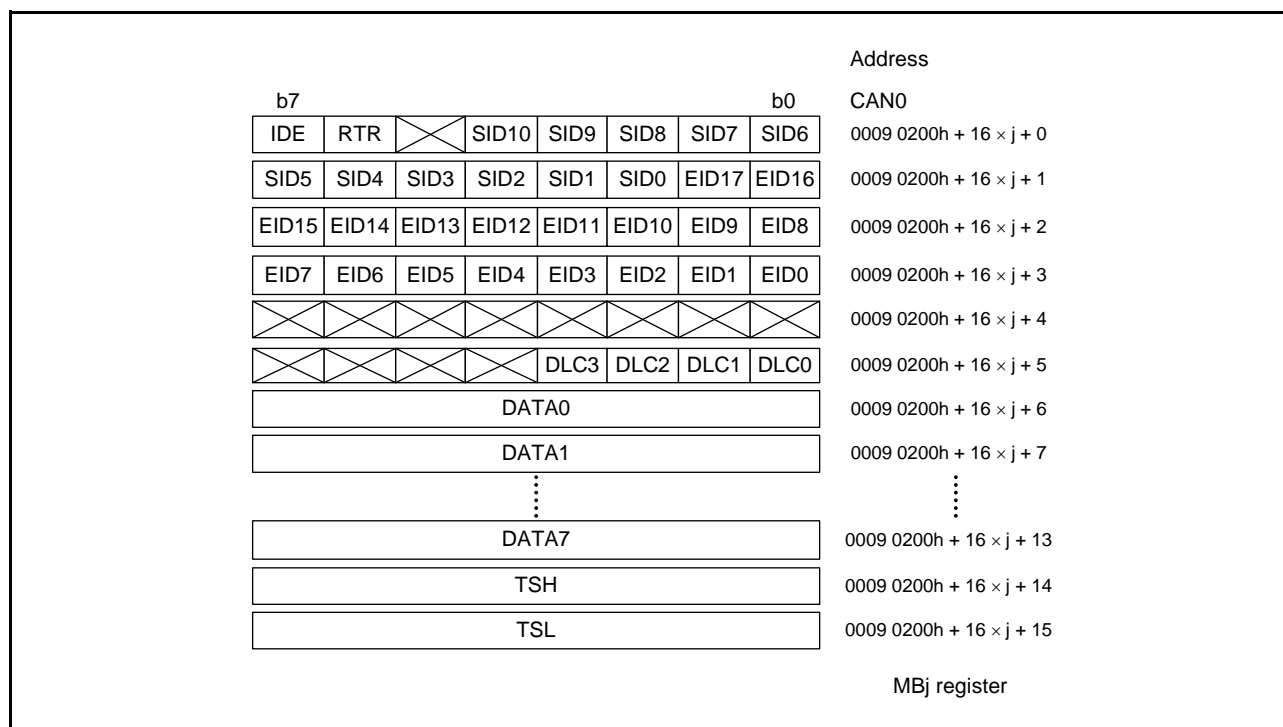 Address
b7 b0 CAN0
IDE RTR SID10 SID9 SID8 SID7 SID6 0009 0200h + 16 × j + 0
SID5 SID4 SID3 SID2 SID1 SID0 EID17 EID16 0009 0200h + 16 × j + 1
EID15 EID14 EID13 EID12 EID11 EID10 EID9 EID8 0009 0200h + 16 × j + 2
EID7 EID6 EID5 EID4 EID3 EID2 EID1 EID0 0009 0200h + 16 × j + 3
0009 0200h + 16 × j + 4
DLC3 DLC2 DLC1 DLC0 0009 0200h + 16 × j + 5
DATA0 0009 0200h + 16 × j + 6
DATA1 0009 0200h + 16 × j + 7
DATA7 0009 0200h + 16 × j + 13
TSH 0009 0200h + 16 × j + 14
TSL 0009 0200h + 16 × j + 15
MBj register